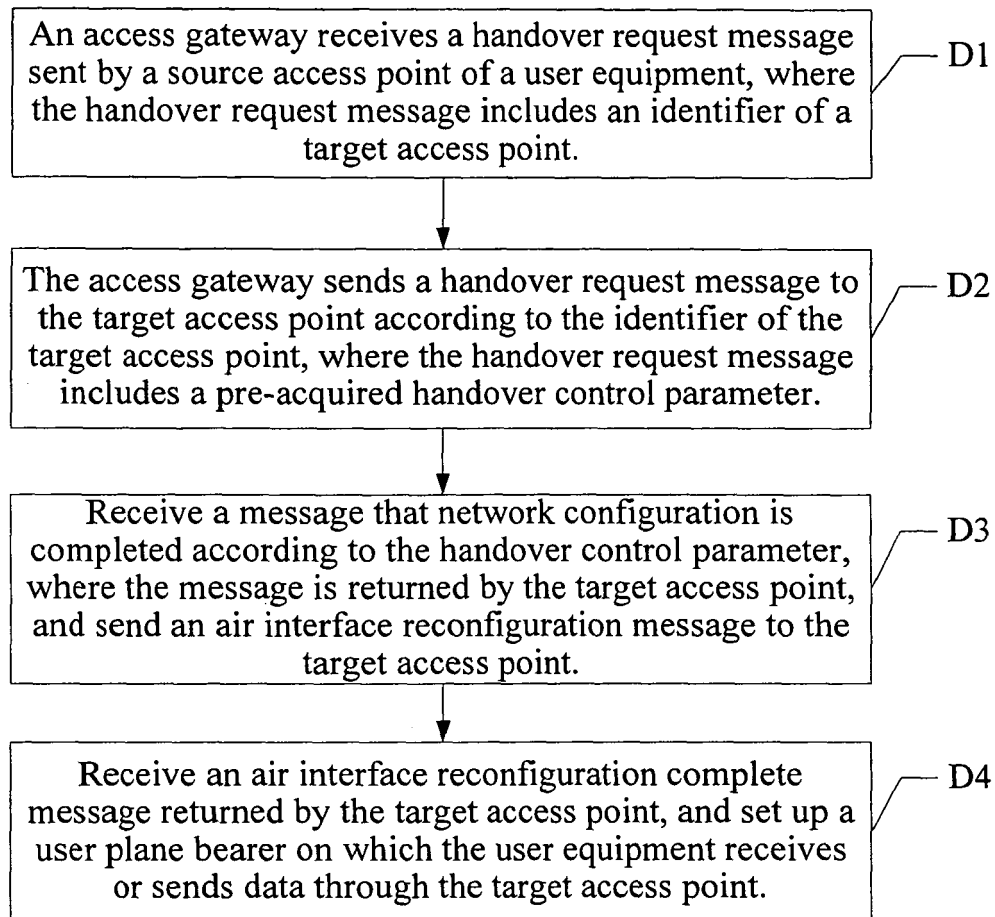 An access gateway receives a handover request message
sent by a source access point of a user equipment, where
the handover request message includes an identifier of a
target access point.
D1
The access gateway sends a handover request message to
the target access point according to the identifier of the
target access point, where the handover request message
includes a pre-acquired handover control parameter.
D2
Receive a message that network configuration is
completed according to the handover control parameter,
where the message is returned by the target access point,
and send an air interface reconfiguration message to the
target access point.
D3
Receive an air interface reconfiguration complete
message returned by the target access point, and set up a
user plane bearer on which the user equipment receives
or sends data through the target access point.
D4